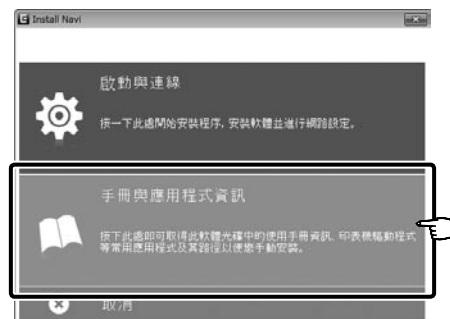 Install Navi
啟動與連線
按一下此處開始安裝程序,安裝軟體並進行網路設定。
手冊與應用程式資訊
按下此處即可取得此軟體光碟中的使用手冊資訊、印表機驅動程式
等常用應用程式及其路徑以便您手動安裝。
取消